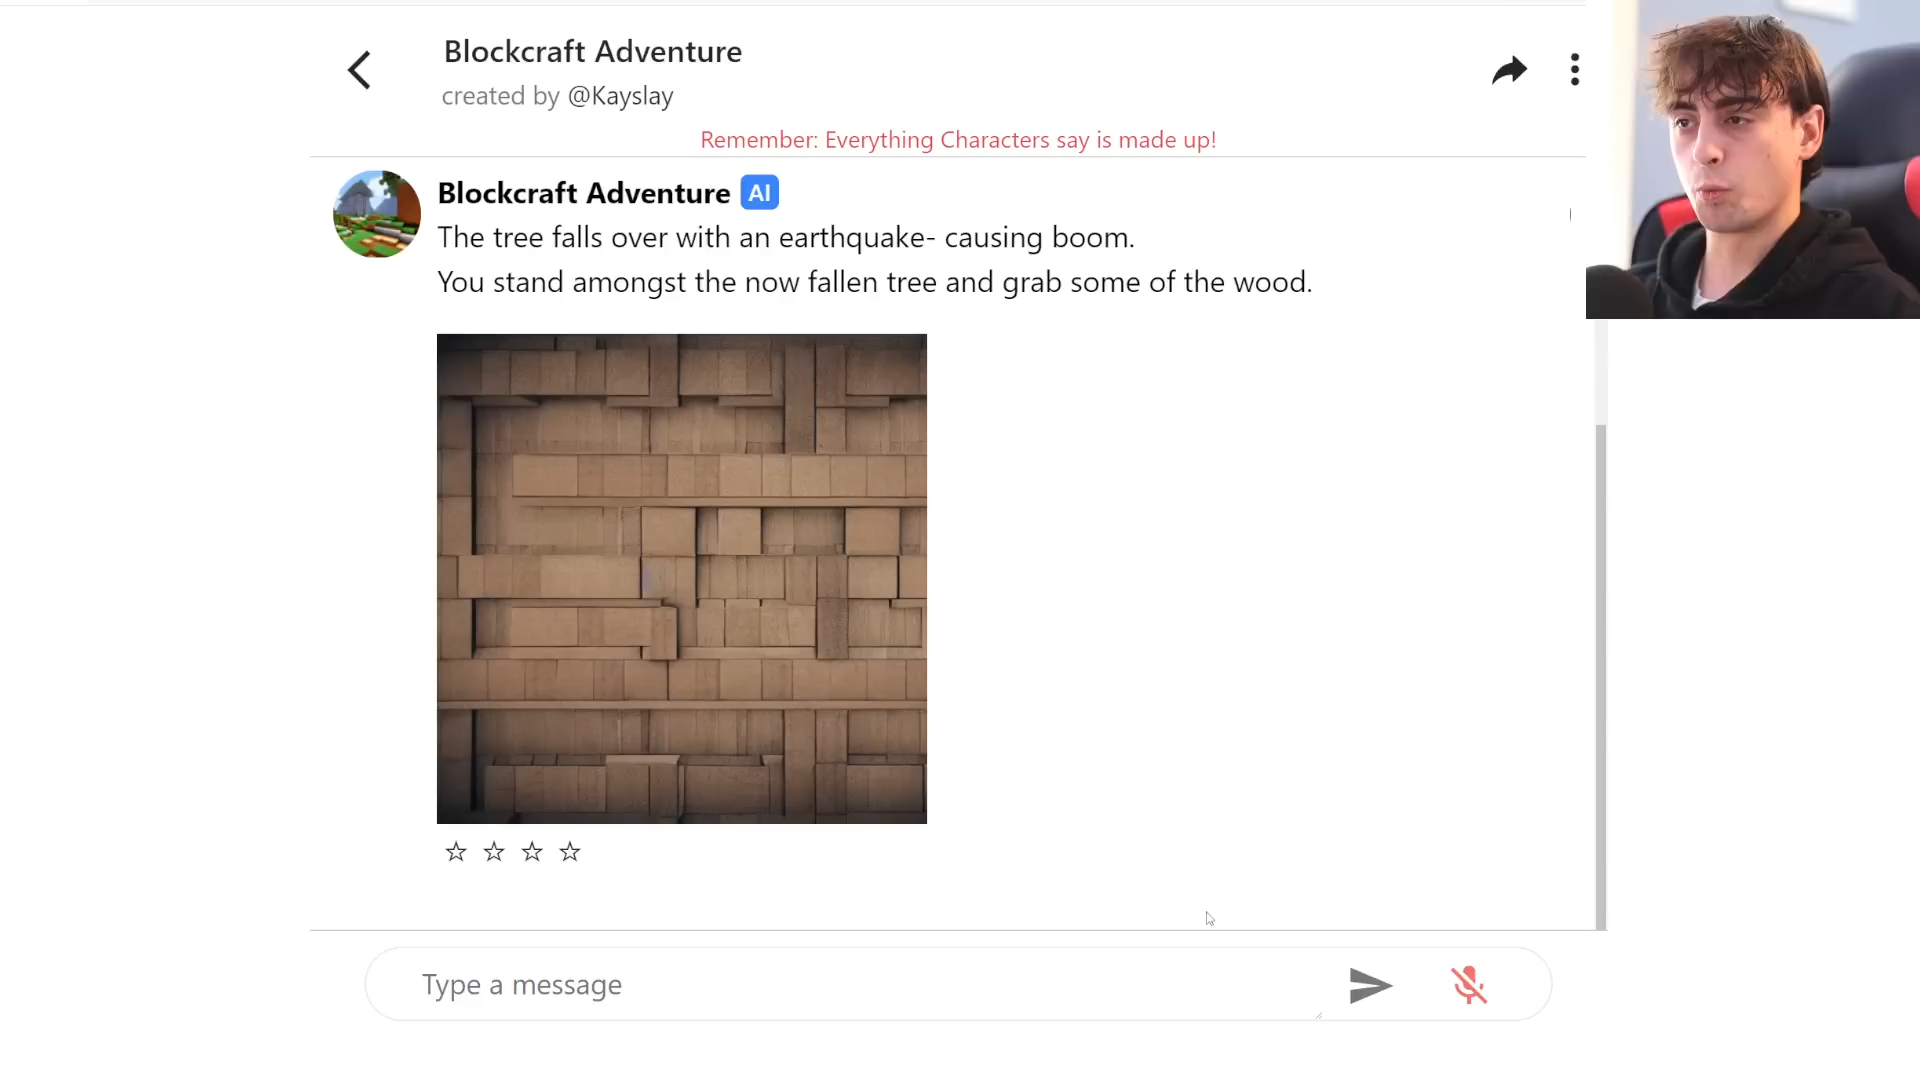 Blockcraft Adventure
created by @Kayslay
Remember: Everything Characters say is made up!
Blockcraft Adventure AI
The tree falls over with an earthquake- causing boom.
You stand amongst the now fallen tree and grab some of the wood.
Type a message